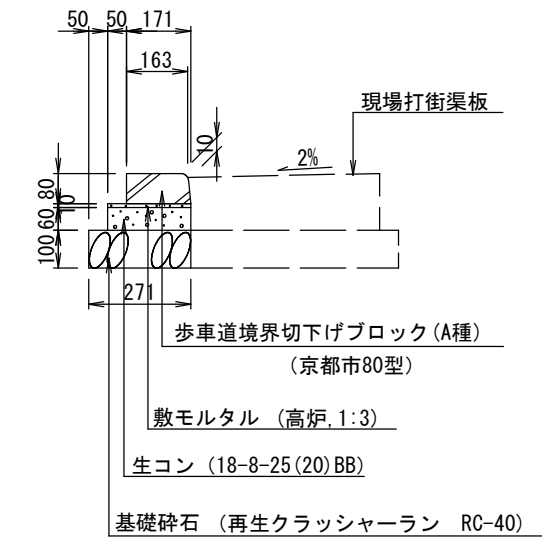 50 50 171
163
現場打街渠板
10
2%
80
10
60
100
271
歩車道境界切下げブロック(A種)
(京都市80型)
敷モルタル (高炉,1:3)
生コン (18-8-25(20)BB)
基礎砕石 (再生クラッシャーラン RC-40)